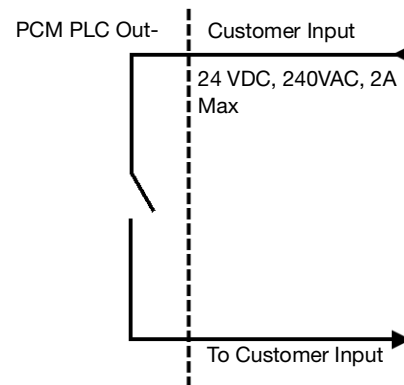 PCM PLC Out-
Customer Input
24 VDC, 240VAC, 2A
Max
To Customer Input